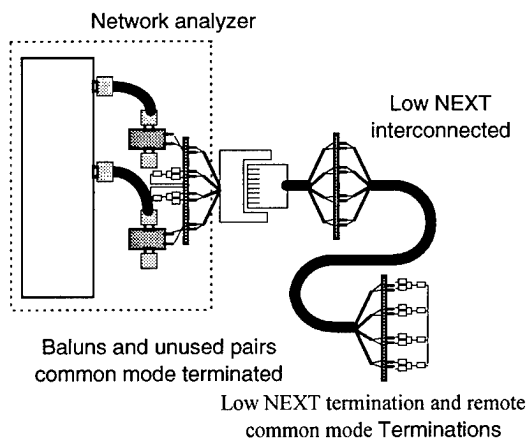 Network analyzer
Low NEXT
interconnected
Baluns and unused pairs
common mode terminated
Low NEXT termination and remote
common mode Terminations